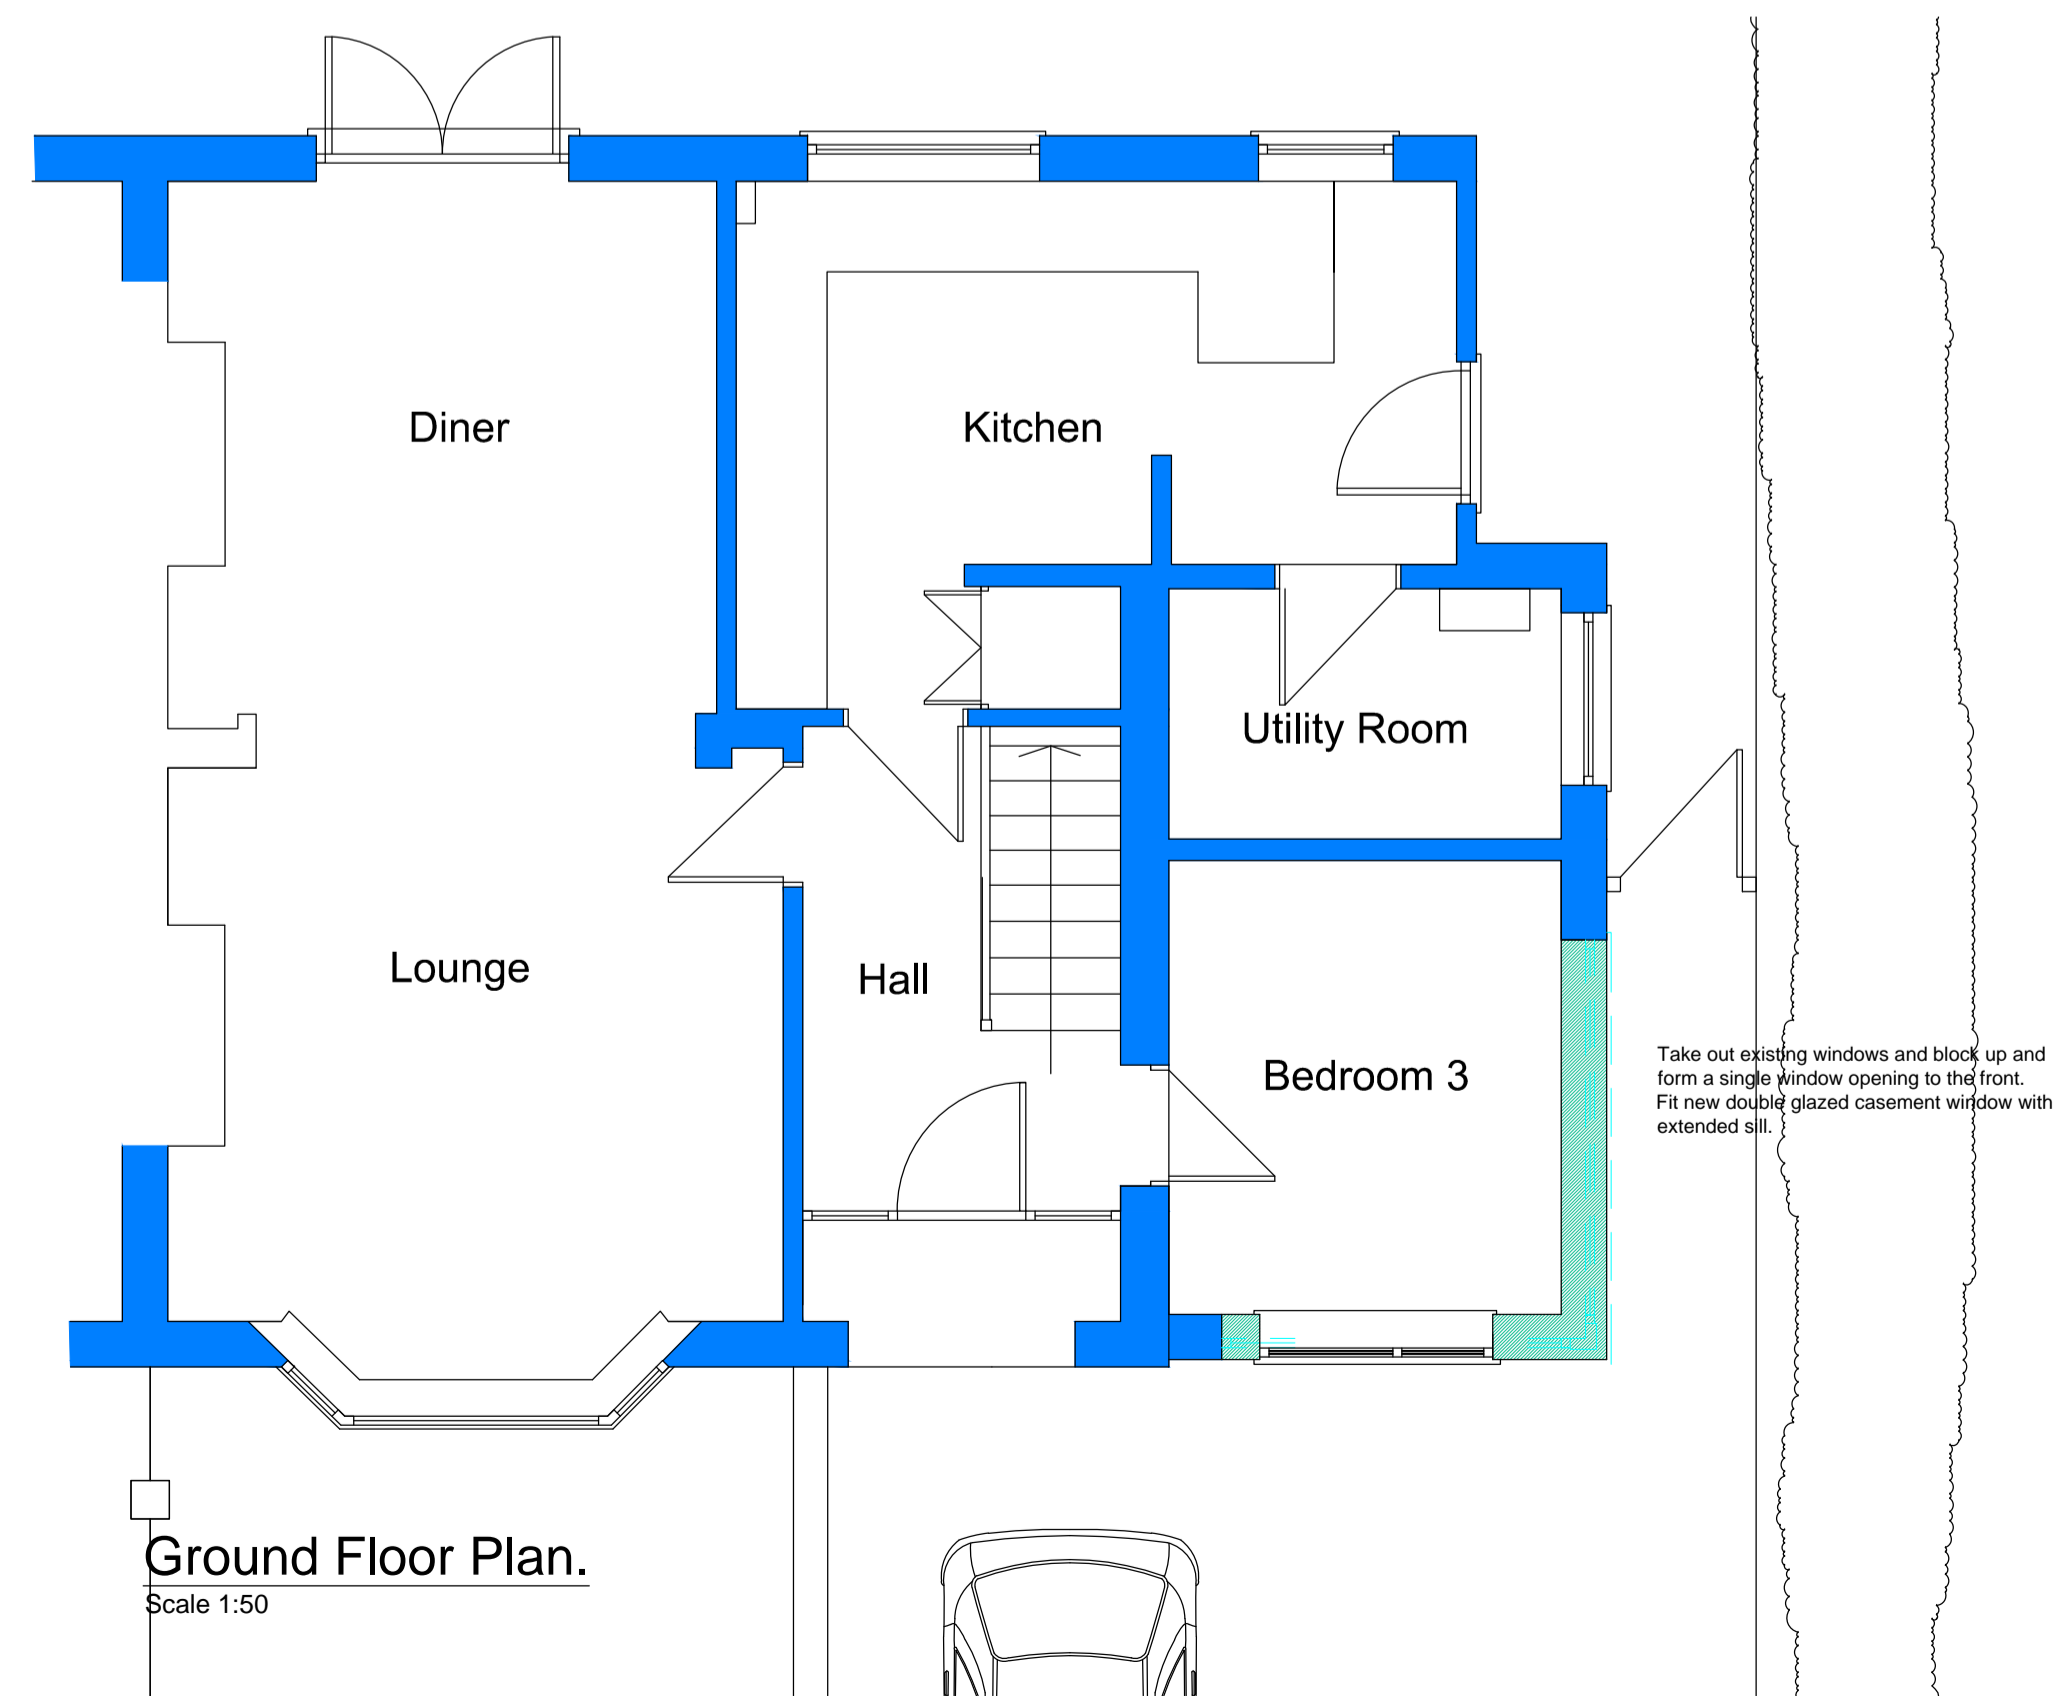 Diner
Kitchen
Utility Room
Lounge
Hall
Bedroom 3
Take out existing windows and block up and
form a single window opening to the front.
Fit new double glazed casement window with
extended sill.
Ground Floor Plan.
Scale 1:50